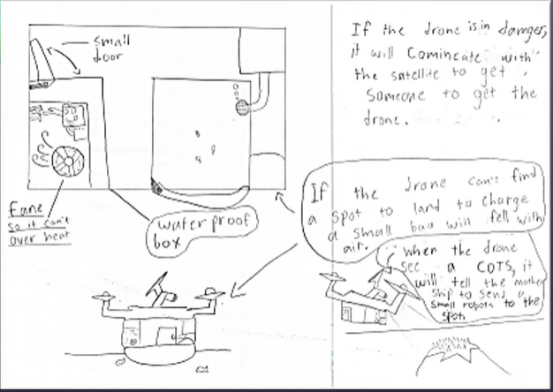 small
door
Fane
so it can't
over heat
water proof
box
If the drone is in damger,
it will Comincate with
the satellite to get
Someone to get the
drone.
If the drone can't find
a spot to land to charge
a small bag will fell with
air.
when the drone
see a COTS, it
will tell the mother
ship to send a
small robots to the
spot